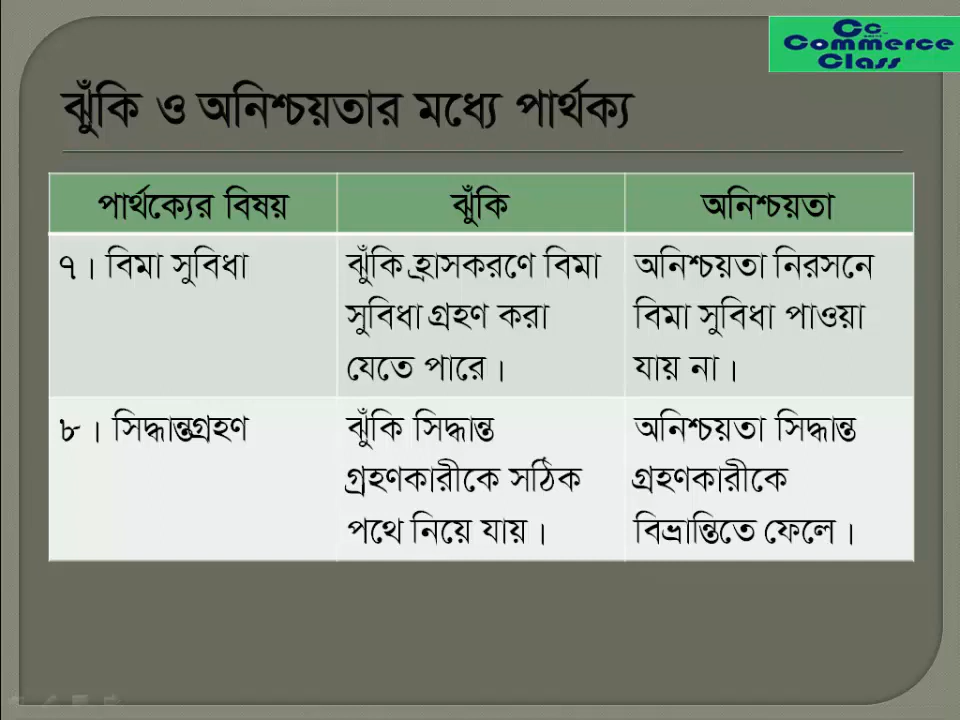 Cc
Commerce
Class
ঝুঁকি ও অনিশ্চয়তার মধ্যে পার্থক্য
পার্থক্যের বিষয় ঝুঁকি অনিশ্চয়তা
৭। বিমা সুবিধা ঝুঁকি হ্রাসকরণে বিমা অনিশ্চয়তা নিরসনে
সুবিধা গ্রহণ করা বিমা সুবিধা পাওয়া
যেতে পারে। যায় না।
৮। সিদ্ধান্তগ্রহণ ঝুঁকি সিদ্ধান্ত অনিশ্চয়তা সিদ্ধান্ত
গ্রহণকারীকে সঠিক গ্রহণকারীকে
পথে নিয়ে যায়। বিভ্রান্তিতে ফেলে।